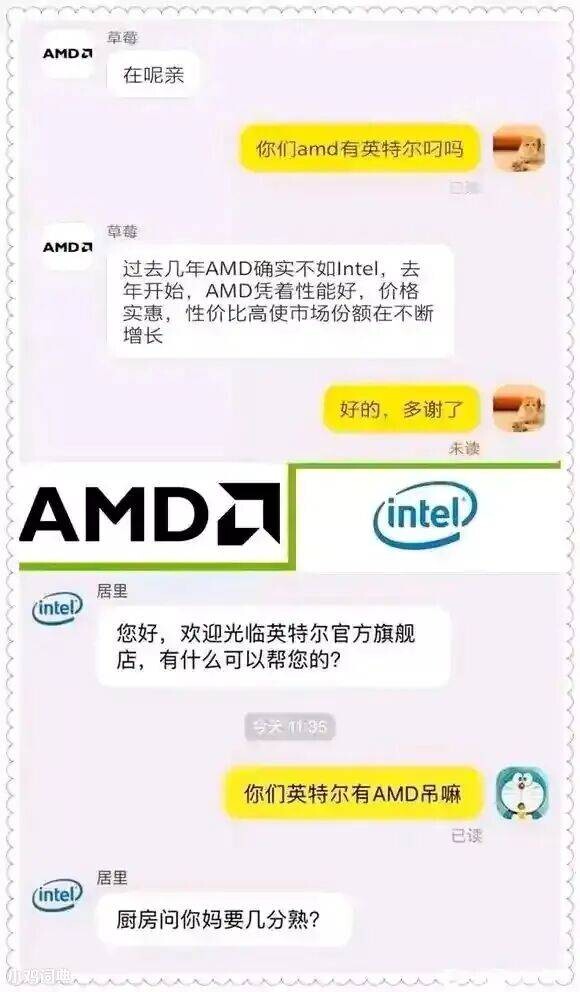 AMD
草莓
在呢亲
你们amd有英特尔叼吗
已读
AMD
草莓
过去几年AMD确实不如Intel，去
年开始，AMD凭着性能好，价格
实惠，性价比高使市场份额在不断
增长
好的，多谢了
未读
AMD
intel
居里
intel
您好，欢迎光临英特尔官方旗舰
店，有什么可以帮您的？
今天 11:35
你们英特尔有AMD吊嘛
已读
居里
intel
厨房问你妈要几分熟？
小鸡词典